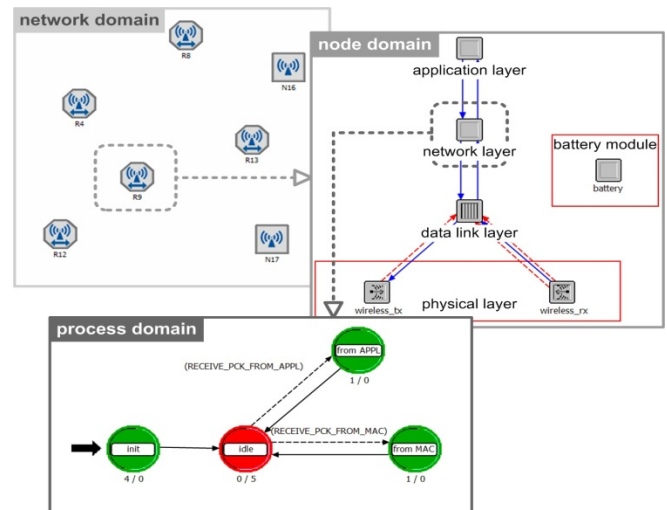 network domain
R8
N16
R4
R13
R9
R12
N17
node domain
application layer
network layer
battery module
battery
data link layer
wireless_tx
physical layer
wireless_rx
process domain
from APPL
(RECEIVE_PCK_FROM_APPL)
1 / 0
(RECEIVE_PCK_FROM_MAC)
init
idle
from MAC
4 / 0
0 / 5
1 / 0